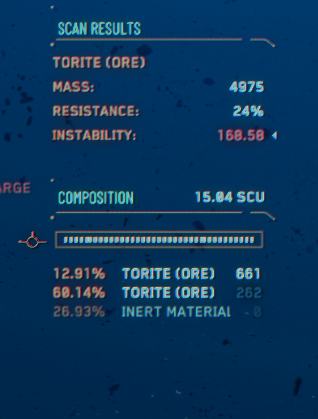 SCAN RESULTS
TORITE (ORE)
MASS: 4975
RESISTANCE: 24%
INSTABILITY: 168.58
ARGE
COMPOSITION 15.04 SCU
12.91% TORITE (ORE) 661
60.14% TORITE (ORE) 262
26.93% INERT MATERIAL 0